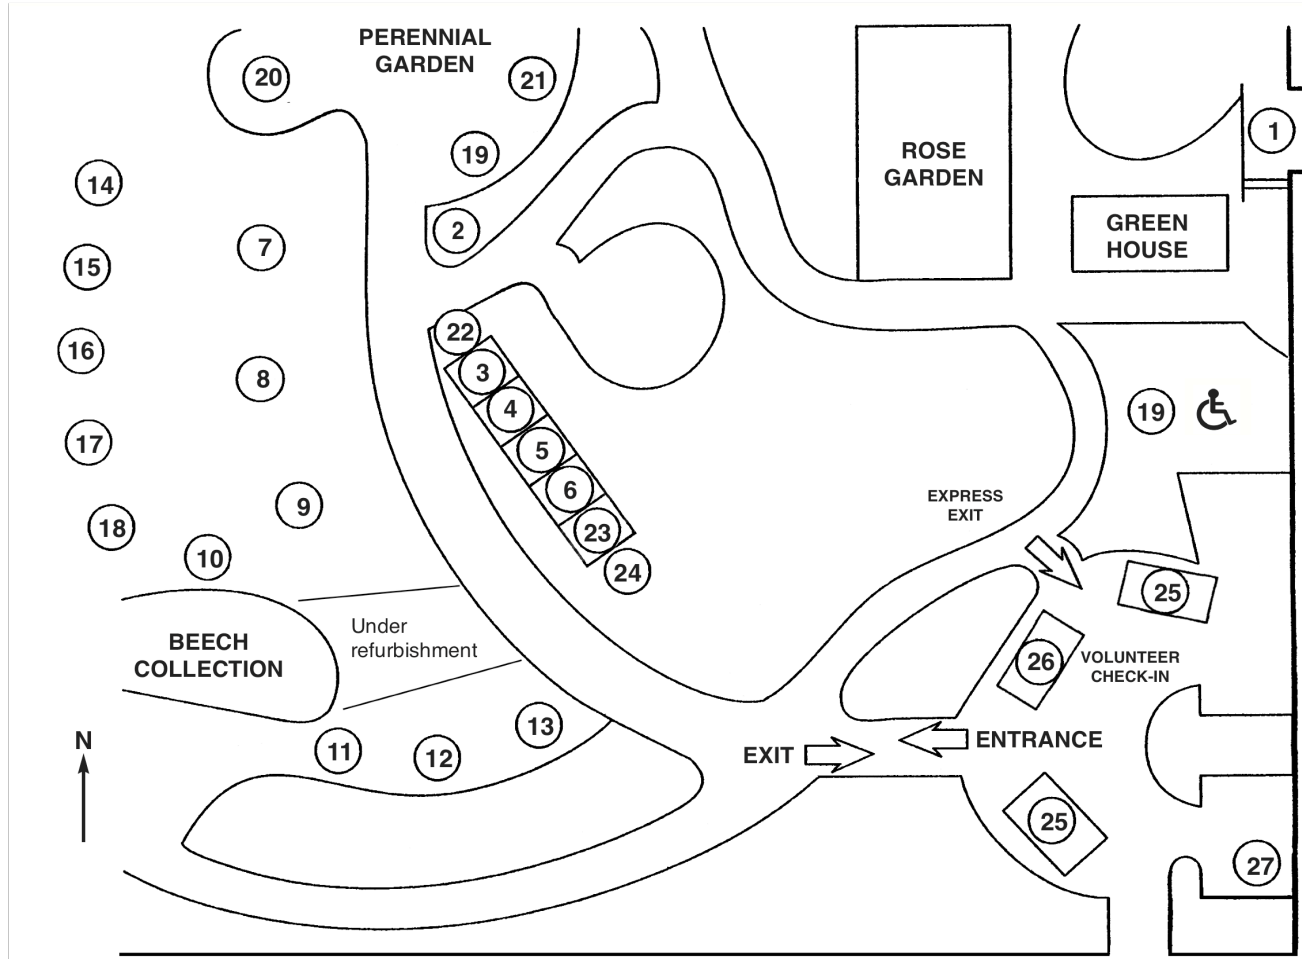 PERENNIAL
GARDEN
20
21
19
1
ROSE
GARDEN
14
2
7
GREEN
HOUSE
15
22
16
3
8
4
19
17
5
6
EXPRESS
EXIT
9
18
23
10
24
25
Under
refurbishment
BEECH
COLLECTION
26
VOLUNTEER
CHECK-IN
13
N
11
12
EXIT
ENTRANCE
25
27